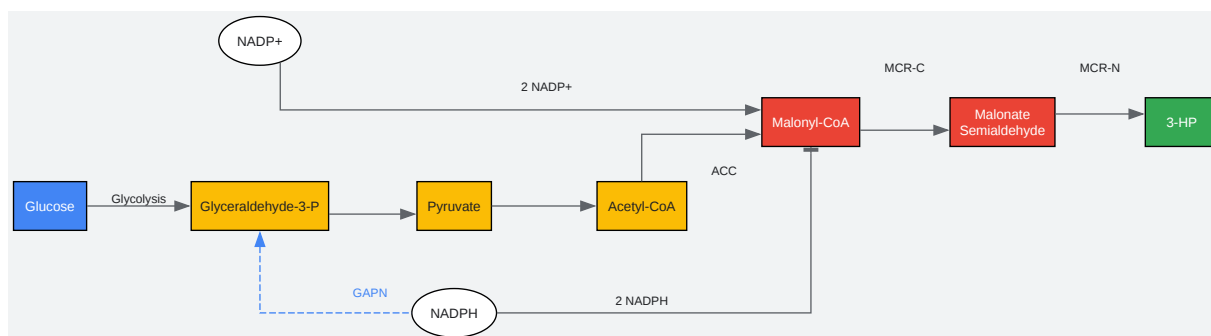 NADP+
2 NADP+
MCR-C
MCR-N
Malonyl-CoA
Malonate
Semialdehyde
3-HP
ACC
Glucose
Glycolysis
Glyceraldehyde-3-P
Pyruvate
Acetyl-CoA
GAPN
NADPH
2 NADPH